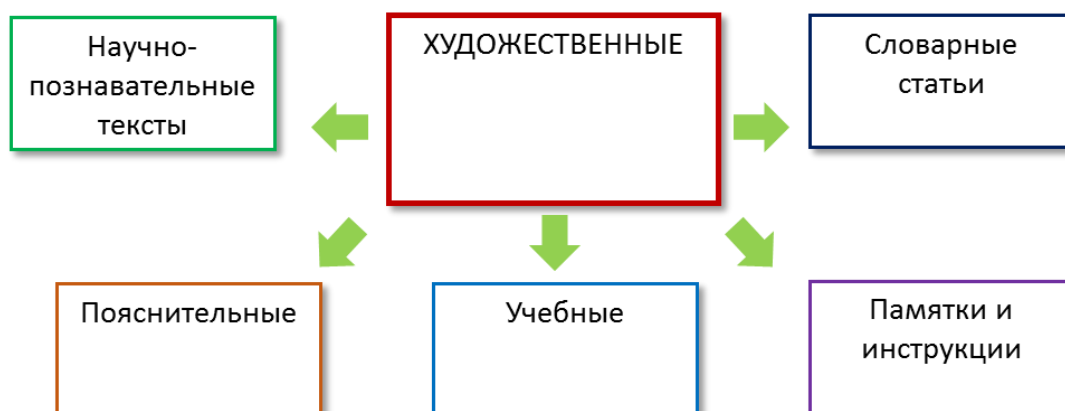 Научно-
познавательные
тексты
ХУДОЖЕСТВЕННЫЕ
Словарные
статьи
Пояснительные
Учебные
Памятки и
инструкции